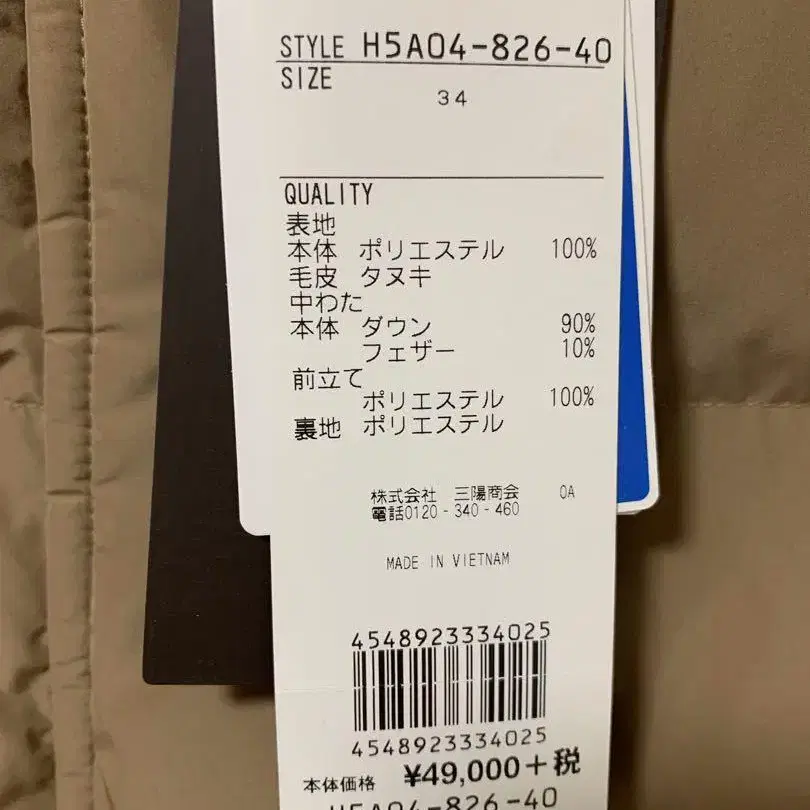 STYLE H5A04-826-40
SIZE
34
QUALITY
表地
本体 ポリエステル 100%
毛皮 タヌキ
中わた
本体 ダウン 90%
フェザー 10%
前立て
ポリエステル 100%
裏地 ポリエステル
株式会社 三陽商会 0A
電話0120-340-460
MADE IN VIETNAM
4548923334025
4548923334025
本体価格 ¥49,000+税
H5A04-826-40